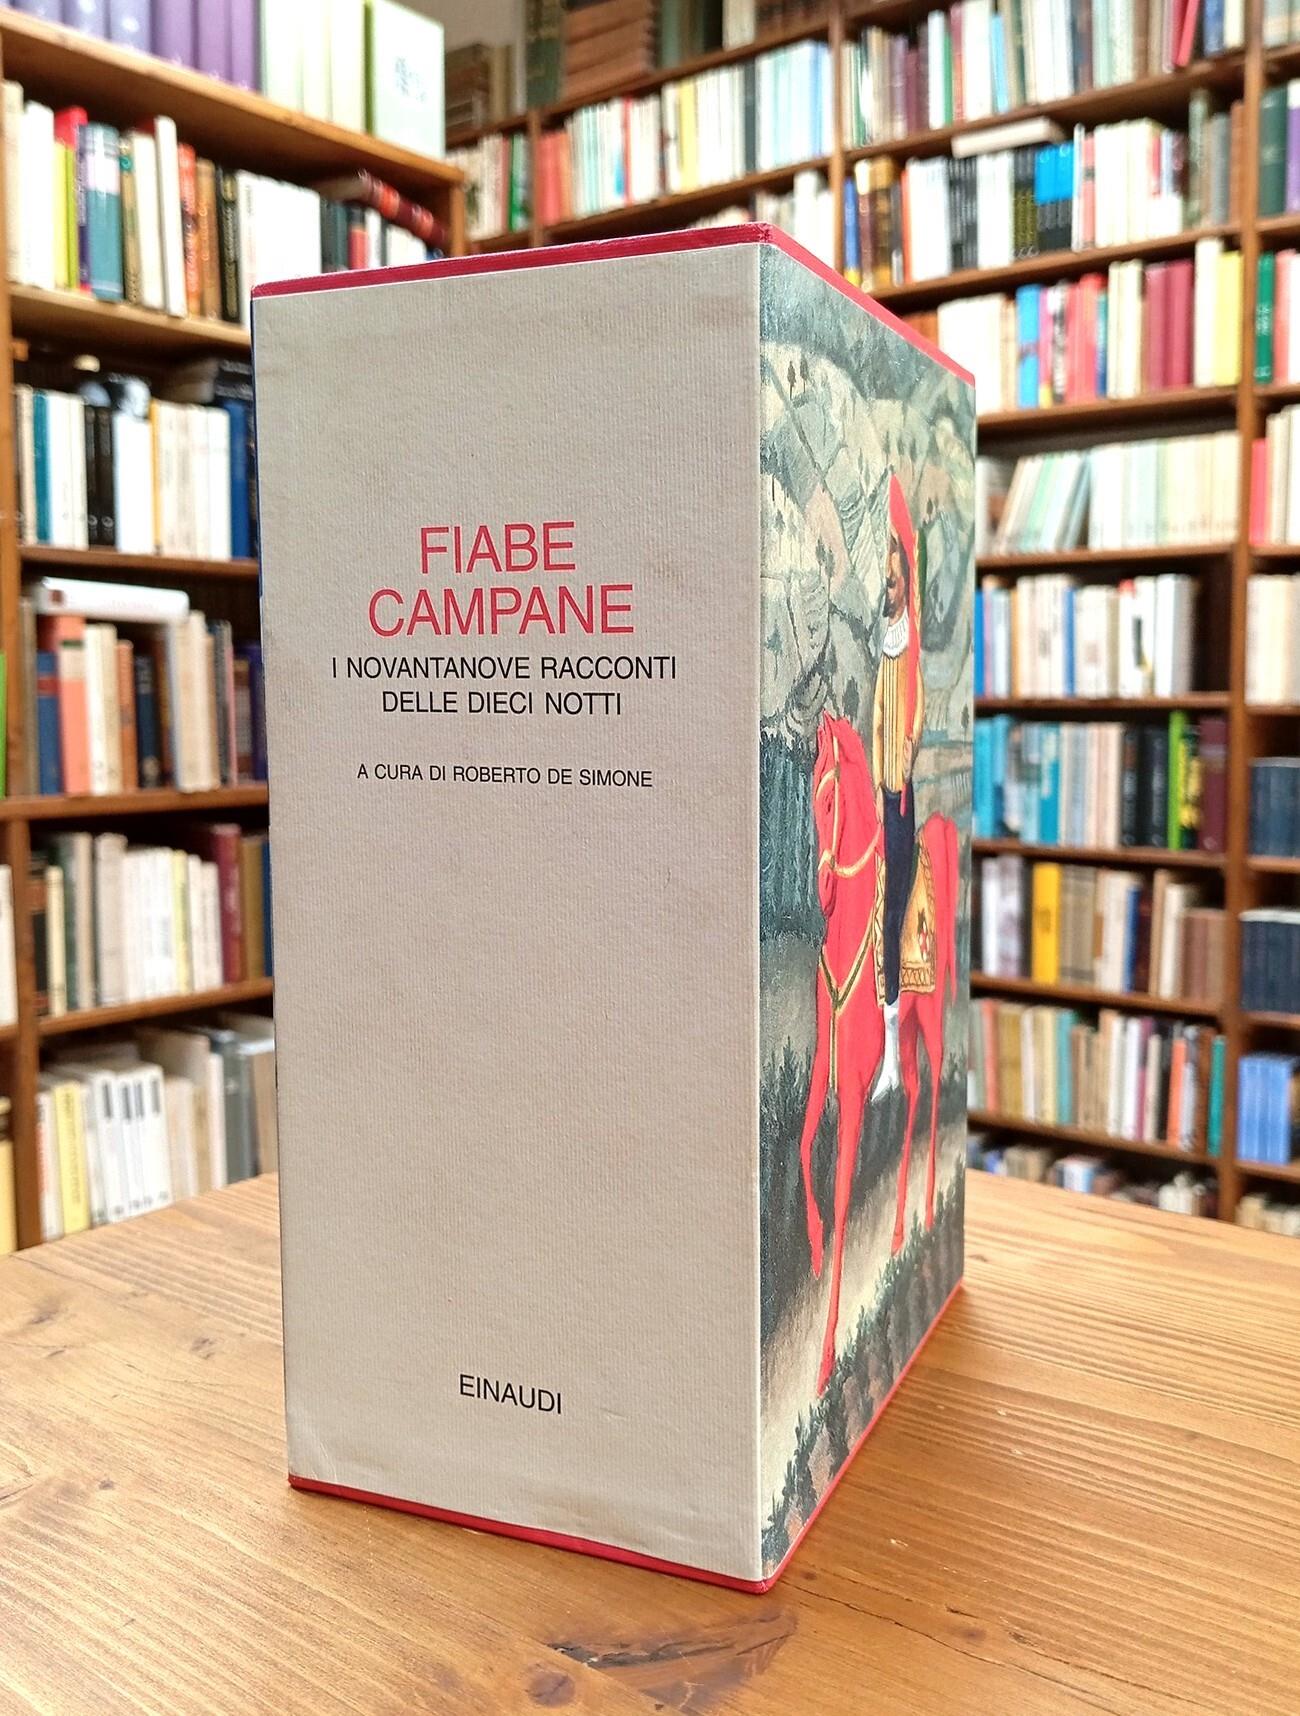 FIABE
CAMPANE
I NOVANTANOVE RACCONTI
DELLE DIECI NOTTI
A CURA DI ROBERTO DE SIMONE
EINAUDI